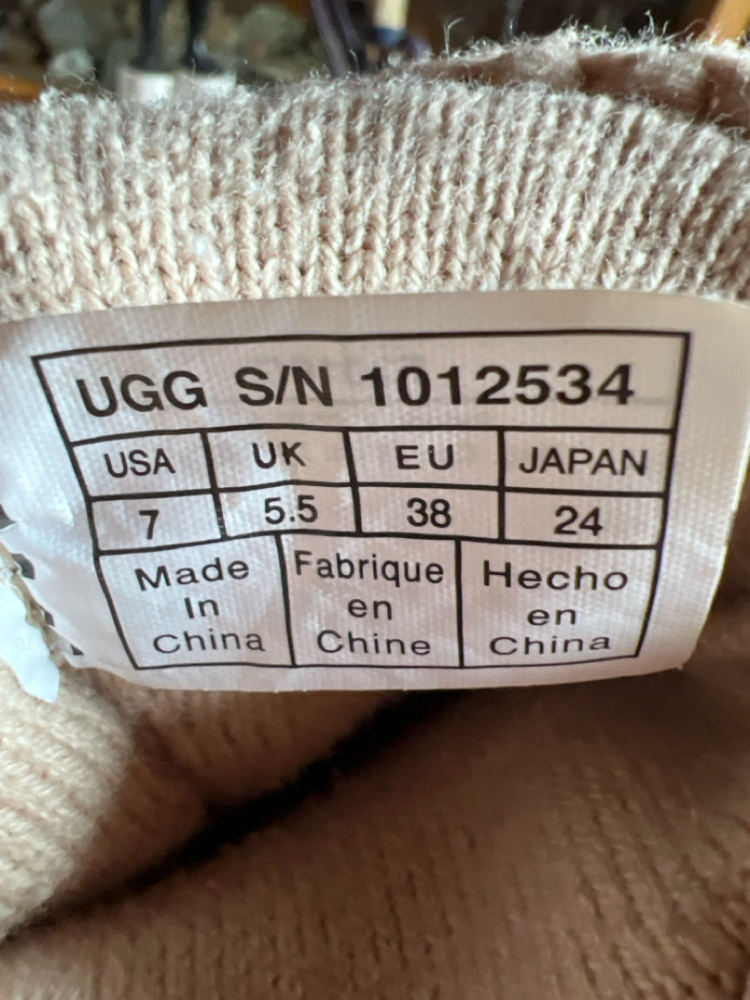 UGG S/N 1012534
USA UK EU JAPAN
7 5.5 38 24
Made Fabrique Hecho
In en en
China Chine China